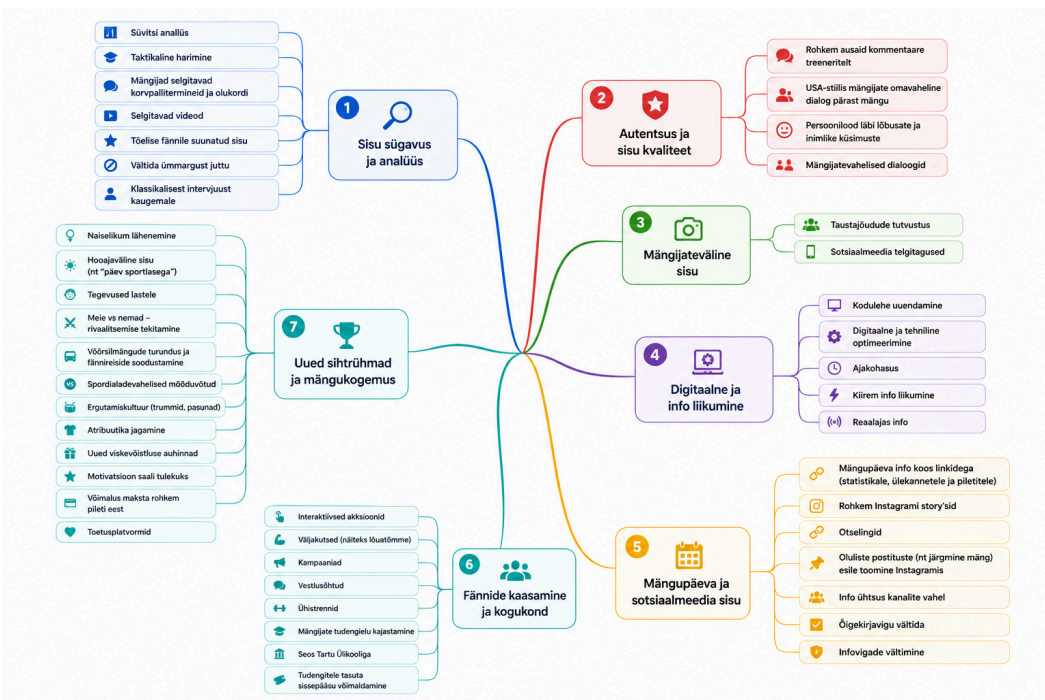 1
Sisu sügavus
ja analüüs
Süvitsi anallüs
Taktikaline harimine
Mängijad selgitavad
korvpallitermineid ja olukordi
Selgitavad videod
Tõelise fännile suunatud sisu
Vältida ümmargust juttu
Klassikalisest intervjuust
kaugemale
2
Autentsus ja
sisu kvaliteet
Rohkem ausaid kommentaare
treeneritelt
USA-stiilis mängijate omavaheline
dialog pärast mängu
Persoonilood läbi lõbusate ja
inimlike küsimuste
Mängijatevahelised dialoogid
3
Mängijateväline
sisu
Taustajõudude tutvustus
Sotsiaalmeedia telgitagused
4
Digitaalne ja
info liikumine
Kodulehe uuendamine
Digitaalne ja tehniline
optimeerimine
Ajakohasus
Kiirem info liikumine
Reaalajas info
5
Mängupäeva ja
sotsiaalmeedia sisu
Mängupäeva info koos linkidega
(statistikale, ülekannetele ja piletitele)
Rohkem Instagrami story'sid
Otselingid
Oluliste postituste (nt järgmine mäng)
esile toomine Instagramis
Info ühtsus kanalite vahel
Õigekirjavigu vältida
Infovigade vältimine
6
Fännide kaasamine
ja kogukond
Interaktiivsed akksioonid
Väljakutsed (näiteks lõuatõmme)
Kampaaniad
Vestlusõhtud
Ühistrennid
Mängijate tudengielu kajastamine
Seos Tartu Ülikooliga
Tudengitele tasuta
sissepääsu võimaldamine
7
Uued sihtrühmad
ja mängukogemus
Naiselikum lähenemine
Hooajaväline sisu
(nt "päev sportlasega")
Tegevused lastele
Meie vs nemad –
rivaalitsemise tekitamine
Võõrsilmängude turundus ja
fännireiside soodustamine
VS
Spordialadevahelised mõõduvõtud
Ergutamiskultuur (trummid, pasunad)
Atribuutika jagamine
Uued viskevõistluse auhinnad
Motivatsioon saali tulekuks
Võimalus maksta rohkem
pileti eest
Toetusplatvormid